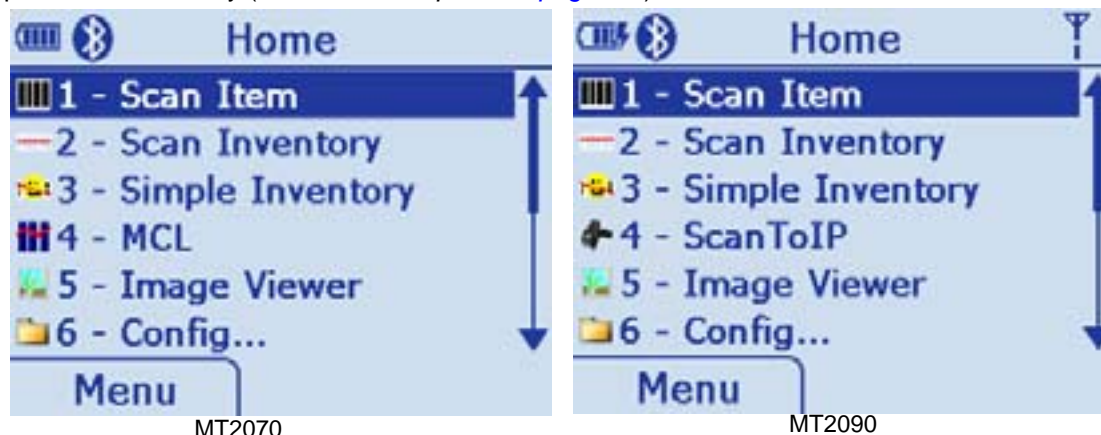 Home
1 - Scan Item
2 - Scan Inventory
3 - Simple Inventory
4 - MCL
5 - Image Viewer
6 - Config...
Menu
MT2070
Home
1 - Scan Item
2 - Scan Inventory
3 - Simple Inventory
4 - ScanToIP
5 - Image Viewer
6 - Config...
Menu
MT2090